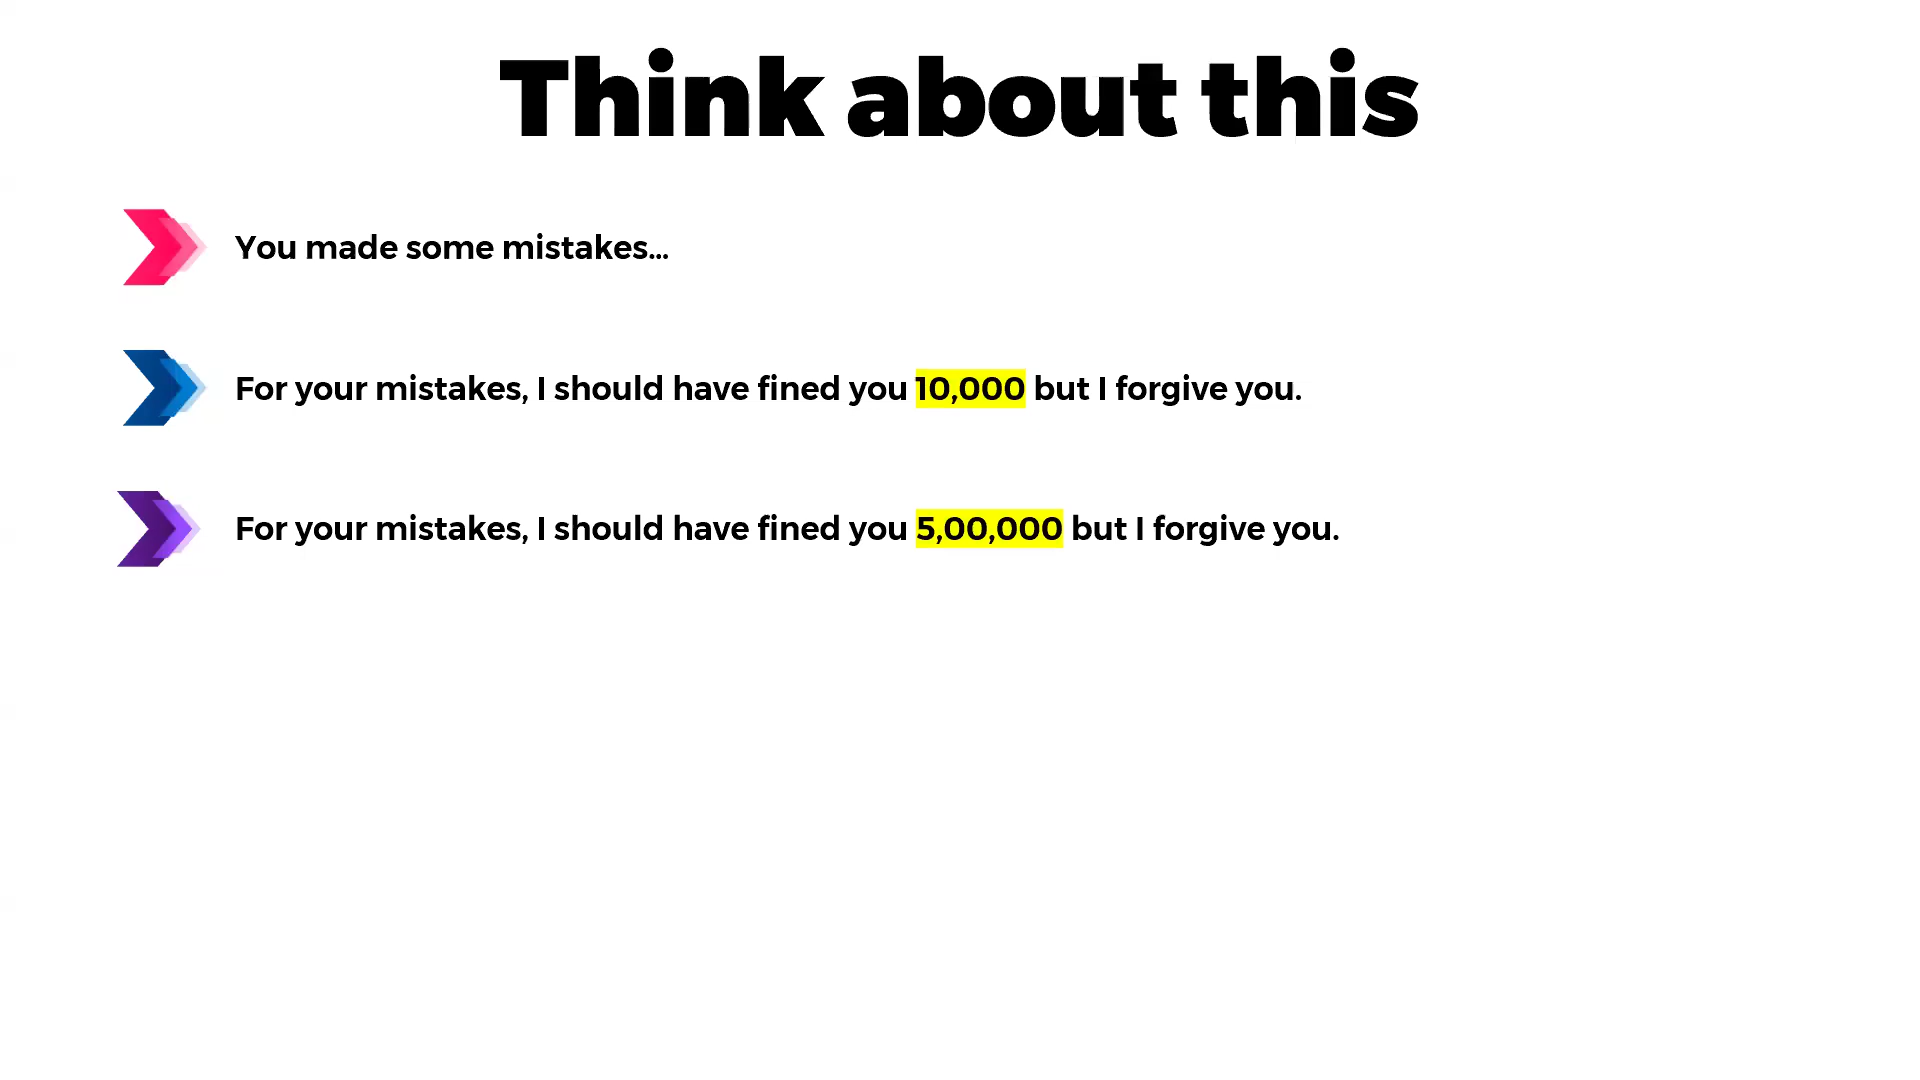 Think about this
You made some mistakes...
For your mistakes, I should have fined you 10,000 but I forgive you.
For your mistakes, I should have fined you 5,00,000 but I forgive you.